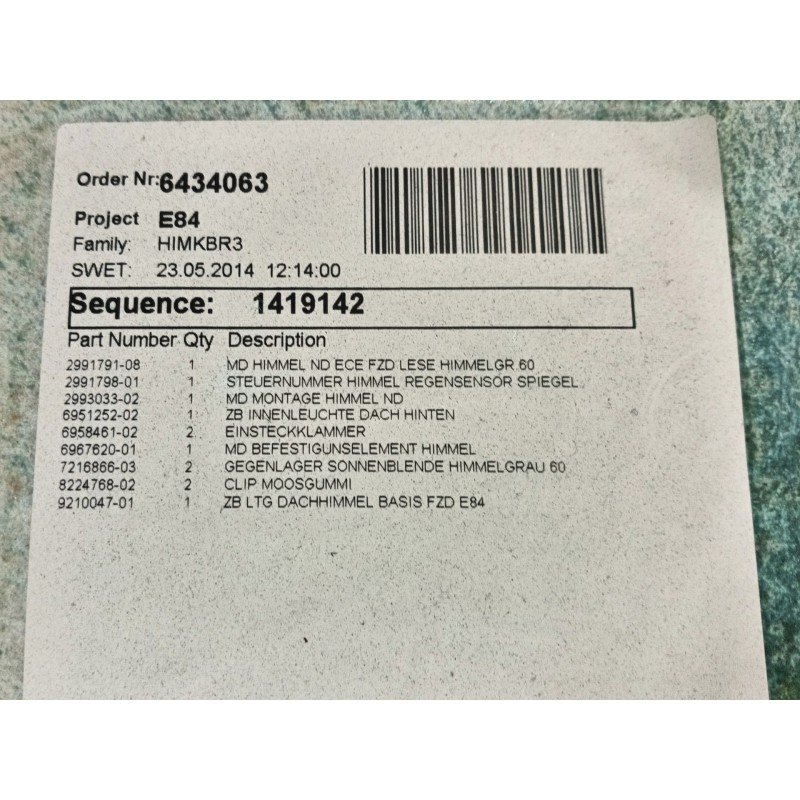 Order Nr:6434063
Project E84
Family: HIMKBR3
SWET: 23.05.2014 12:14:00
Sequence: 1419142
Part Number Qty Description
2991791-08 1 MD HIMMEL ND ECE FZD LESE HIMMELGR.60
2991798-01 1 STEUERNUMMER HIMMEL REGENSENSOR SPIEGEL
2993033-02 1 MD MONTAGE HIMMEL ND
6951252-02 1 ZB INNENLEUCHTE DACH HINTEN
6958461-02 2 EINSTECKKLAMMER
6967620-01 1 MD BEFESTIGUNSELEMENT HIMMEL
7216866-03 2 GEGENLAGER SONNENBLENDE HIMMELGRAU 60
8224768-02 2 CLIP MOOSGUMMI
9210047-01 1 ZB LTG DACHHIMMEL BASIS FZD E84